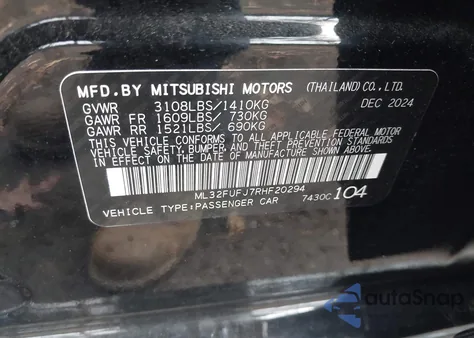 MFD.BY MITSUBISHI MOTORS (THAILAND) CO., LTD.
GVWR 3108LBS/1410KG DEC 2024
GAWR FR 1609LBS/ 730KG
GAWR RR 1521LBS/ 690KG
THIS VEHICLE CONFORMS TO ALL APPLICABLE FEDERAL MOTOR
VEHICLE SAFETY, BUMPER, AND THEFT PREVENTION STANDARDS
IN EFFECT ON THE DATE OF MANUFACTURE SHOWN ABOVE.
ML32FUFJ7RHF20294
VEHICLE TYPE:PASSENGER CAR 7430C 104
autoSnap